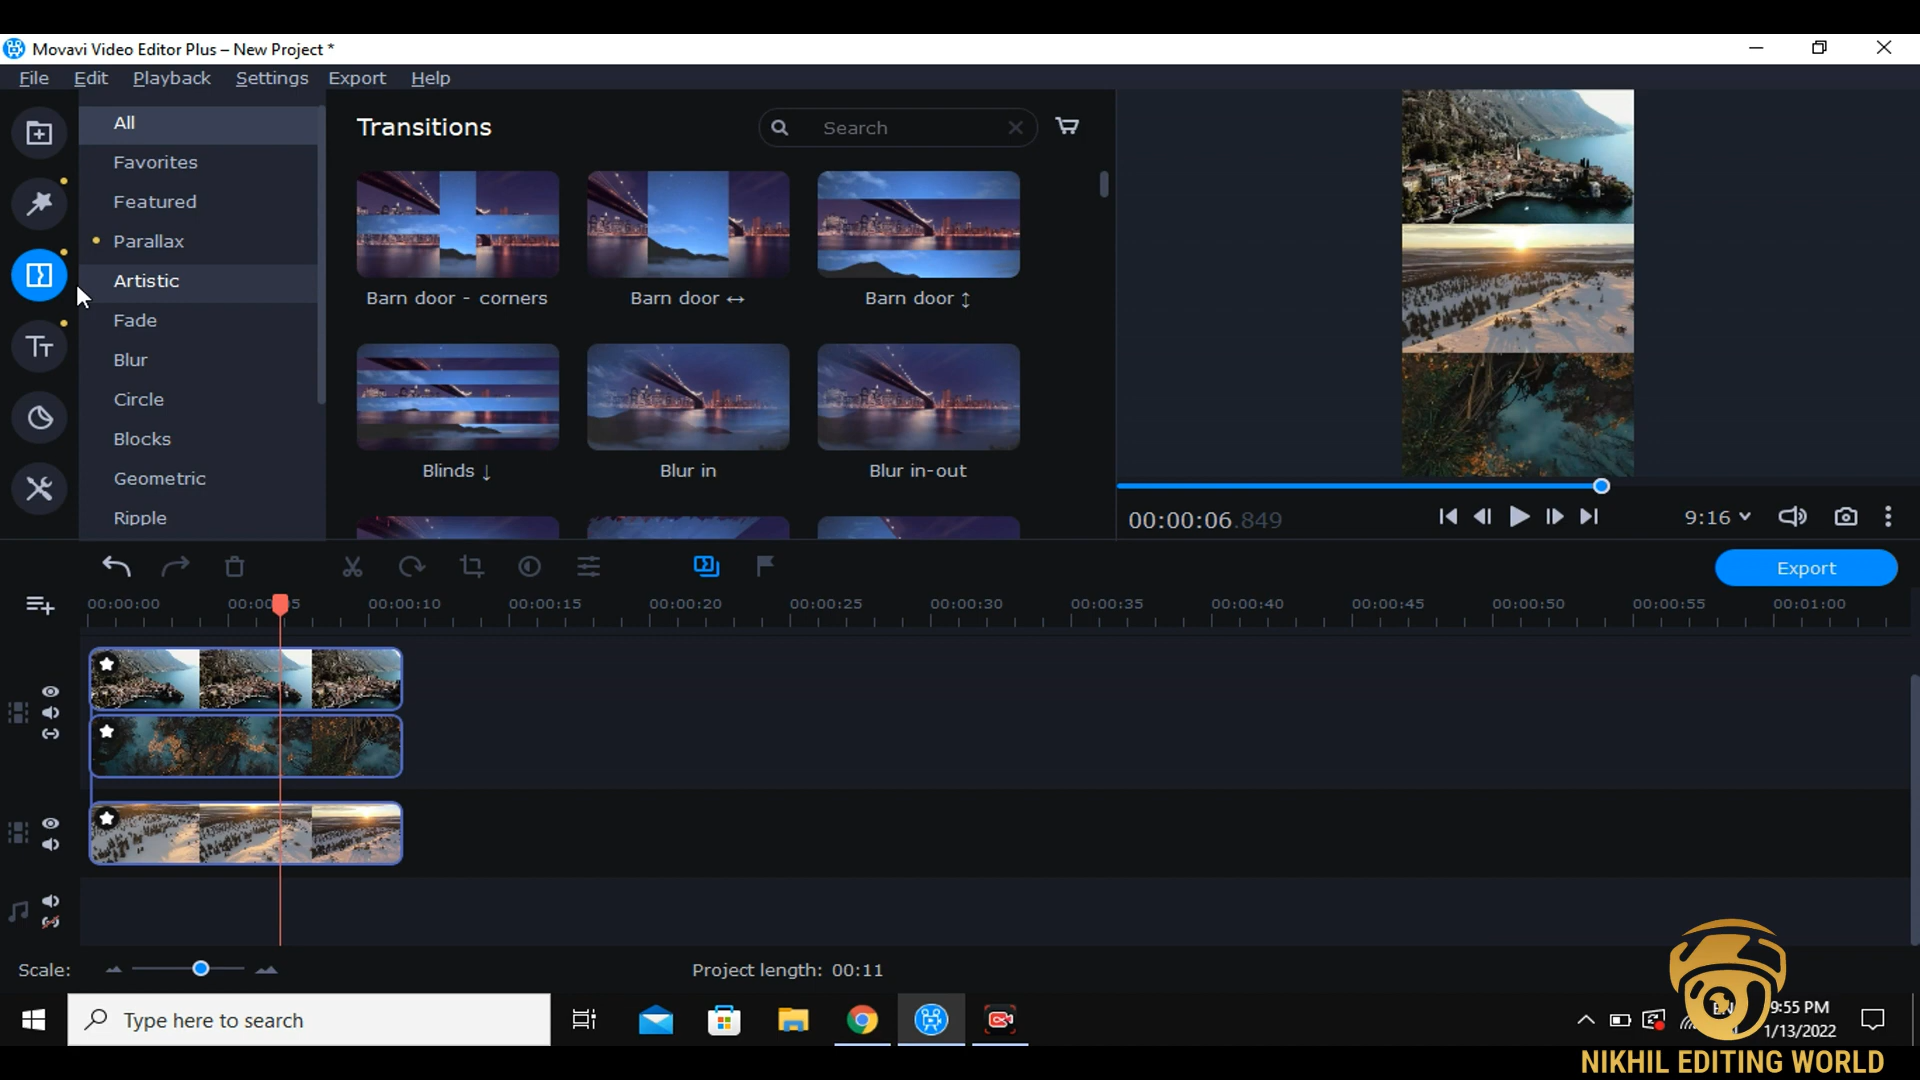 Movavi Video Editor Plus – New Project *
File Edit Playback Settings Export Help
All
Favorites
Featured
Parallax
Artistic
Fade
Blur
Circle
Blocks
Geometric
Ripple
Transitions
Search
Barn door - corners
Barn door ↔
Barn door ↕
Blinds ↓
Blur in
Blur in-out
00:00:06.849
9:16
Export
00:00:00 00:00:05 00:00:10 00:00:15 00:00:20 00:00:25 00:00:30 00:00:35 00:00:40 00:00:45 00:00:50 00:00:55 00:01:00
Scale:
Project length: 00:11
Type here to search
9:55 PM
1/13/2022
NIKHIL EDITING WORLD